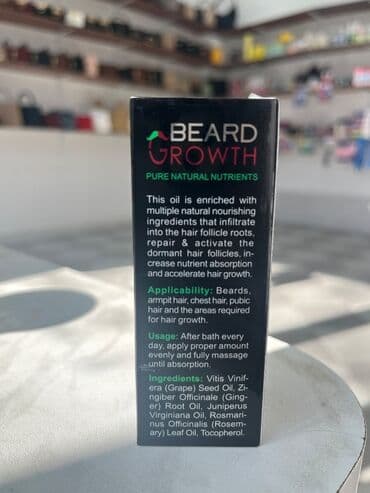 BEARD
GROWTH
PURE NATURAL NUTRIENTS
This oil is enriched with
multiple natural nourishing
ingredients that infiltrate
into the hair follicle roots,
repair & activate the
dormant hair follicles, in-
crease nutrient absorption
and accelerate hair growth.
Applicability: Beards,
armpit hair, chest hair, pubic
hair and the areas required
for hair growth.
Usage: After bath every
day, apply proper amount
evenly and fully massage
until absorption.
Ingredients: Vitis Vinif-
era (Grape) Seed Oil, Zi-
ngiber Officinale (Ging-
er) Root Oil, Juniperus
Virginiana Oil, Rosmari-
nus Officinalis (Rosem-
ary) Leaf Oil, Tocopherol.